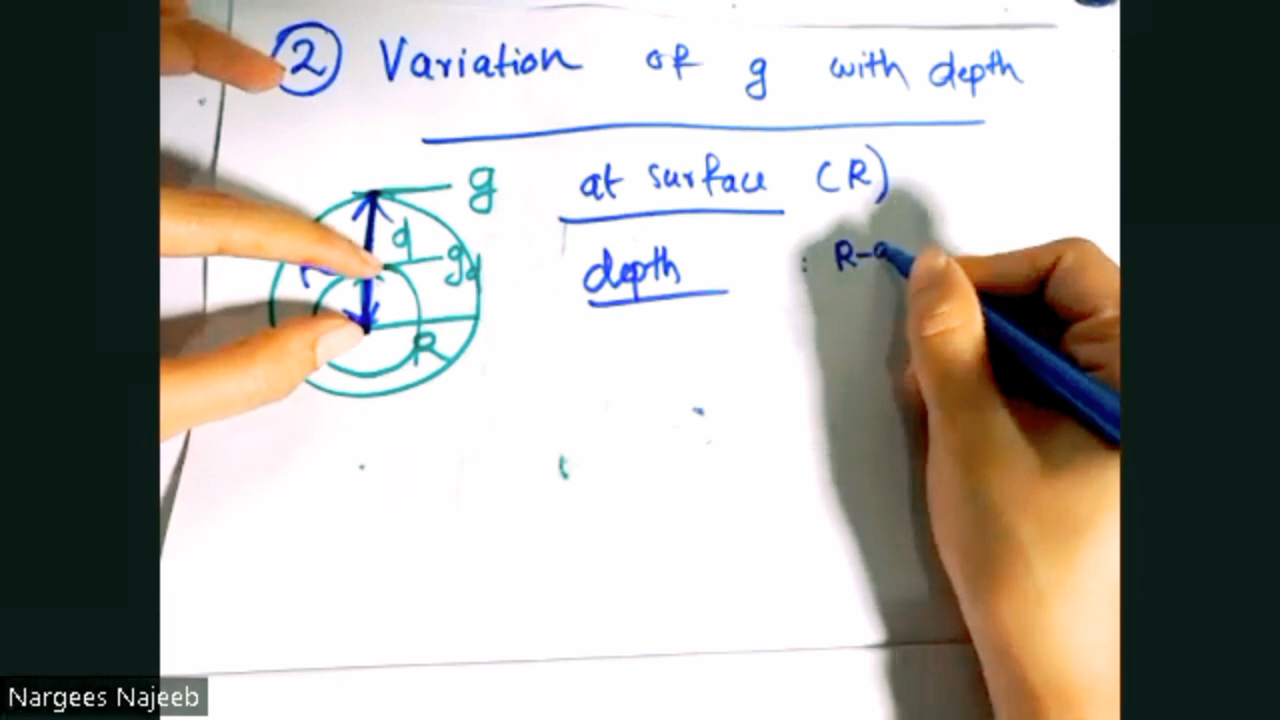 2 Variation of g with depth
g
at surface (R)
d
gd
depth : R-d
r
R
Nargees Najeeb